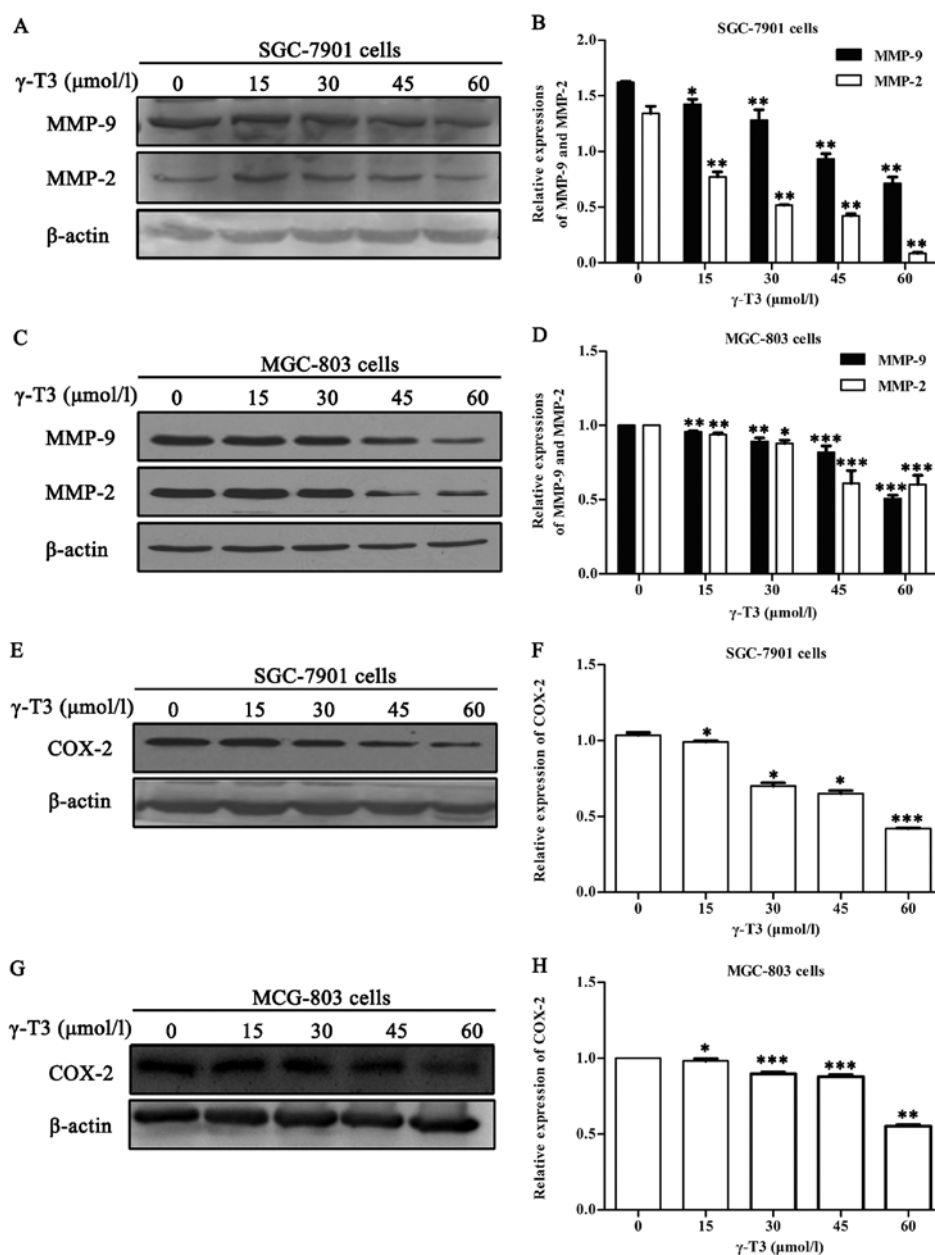 A
SGC-7901 cells
γ-T3 (μmol/l)
0 15 30 45 60
MMP-9
MMP-2
β-actin
B
SGC-7901 cells
Relative expressions
of MMP-9 and MMP-2
2.0
1.5
1.0
0.5
0.0
MMP-9
MMP-2
*
**
**
**
**
**
**
**
0 15 30 45 60
γ-T3 (μmol/l)
C
MGC-803 cells
γ-T3 (μmol/l)
0 15 30 45 60
MMP-9
MMP-2
β-actin
D
MGC-803 cells
Relative expressions
of MMP-9 and MMP-2
1.5
1.0
0.5
0.0
MMP-9
MMP-2
**
**
**
*
***
***
***
***
0 15 30 45 60
γ-T3 (μmol/l)
E
SGC-7901 cells
γ-T3 (μmol/l)
0 15 30 45 60
COX-2
β-actin
F
SGC-7901 cells
Relative expression of COX-2
1.5
1.0
0.5
0.0
*
*
*
***
0 15 30 45 60
γ-T3 (μmol/l)
G
MCG-803 cells
γ-T3 (μmol/l)
0 15 30 45 60
COX-2
β-actin
H
MGC-803 cells
Relative expression of COX-2
1.5
1.0
0.5
0.0
*
***
***
**
0 15 30 45 60
γ-T3 (μmol/l)